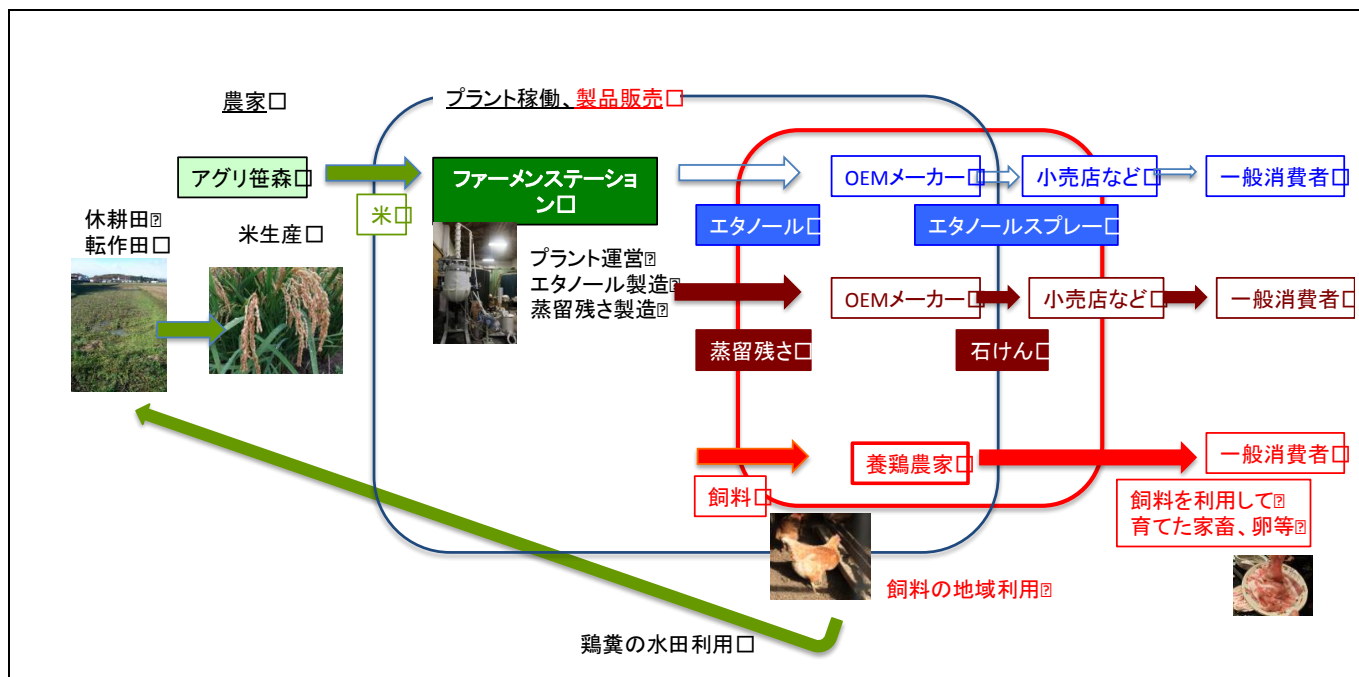 農家
プラント稼働、製品販売
アグリ笹森
米
ファーメンステーショ
ン
OEMメーカー
小売店など
一般消費者
エタノール
エタノールスプレー
休耕田
転作田
米生産
プラント運営
エタノール製造
蒸留残さ製造
OEMメーカー
小売店など
一般消費者
蒸留残さ
石けん
養鶏農家
一般消費者
飼料
飼料を利用して
育てた家畜、卵等
飼料の地域利用
鶏糞の水田利用